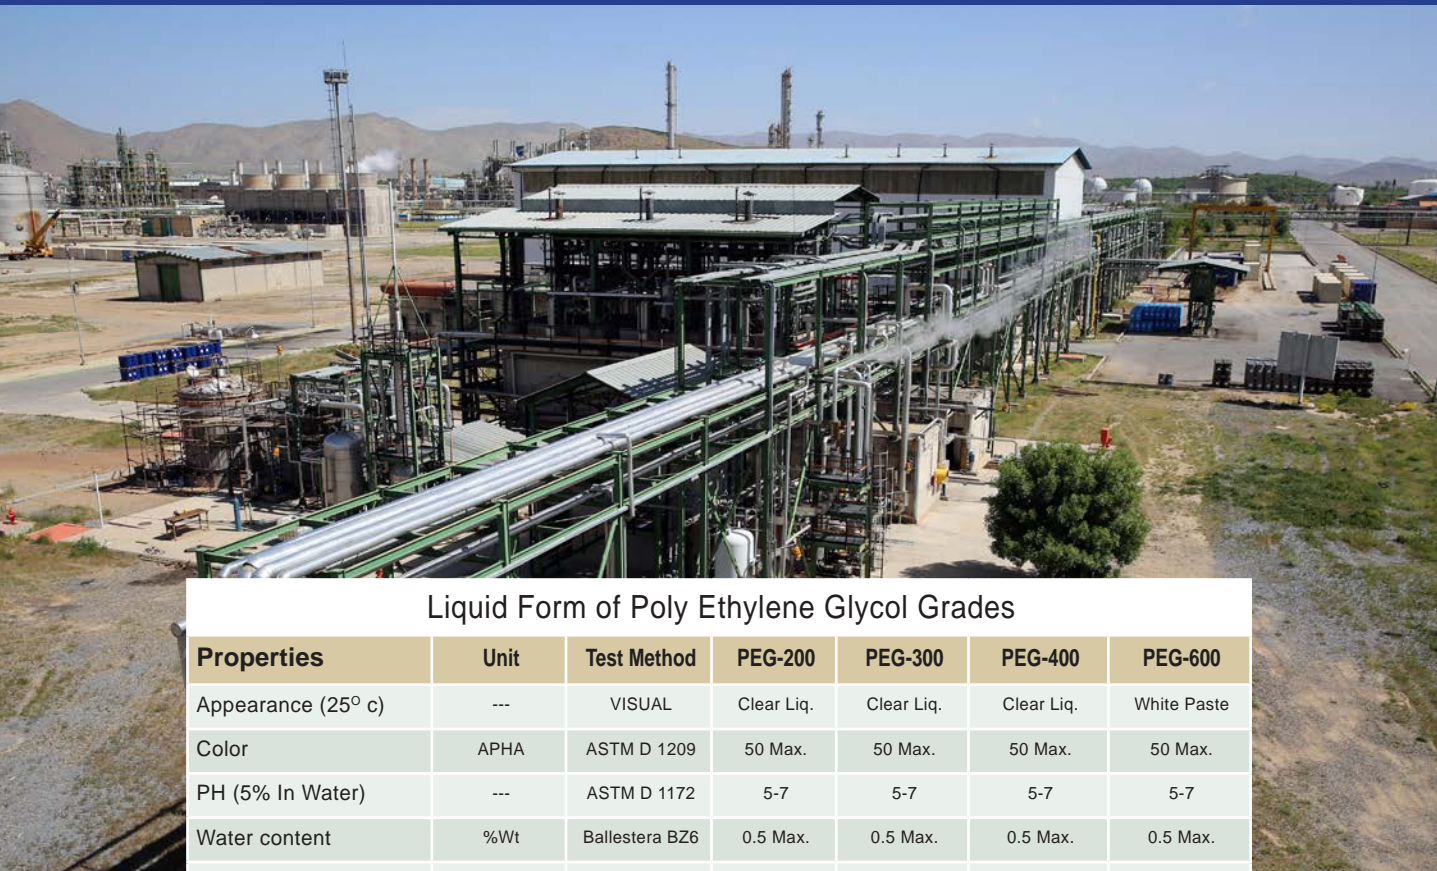 Liquid Form of Poly Ethylene Glycol Grades
Properties Unit Test Method PEG-200 PEG-300 PEG-400 PEG-600
Appearance (25° c) --- VISUAL Clear Liq. Clear Liq. Clear Liq. White Paste
Color APHA ASTM D 1209 50 Max. 50 Max. 50 Max. 50 Max.
PH (5% In Water) --- ASTM D 1172 5-7 5-7 5-7 5-7
Water content %Wt Ballestera BZ6 0.5 Max. 0.5 Max. 0.5 Max. 0.5 Max.